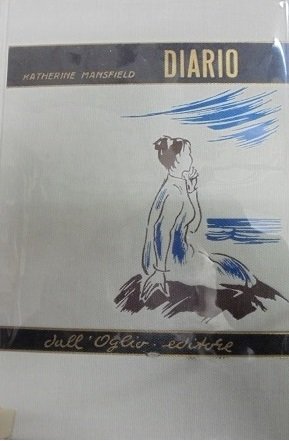 KATHERINE MANSFIELD DIARIO
dall'Oglio · editore